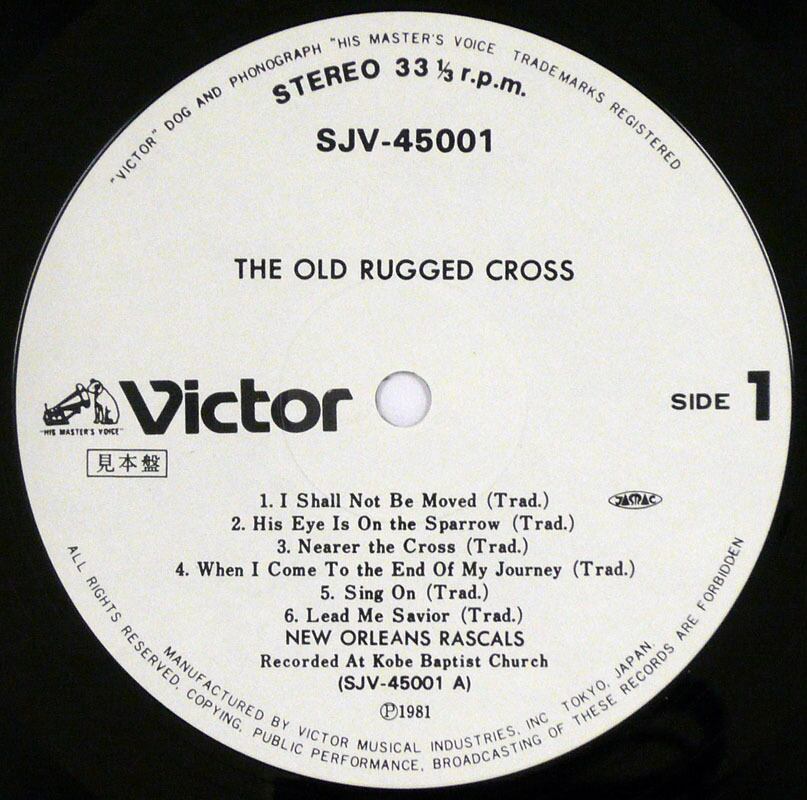 "VICTOR" DOG AND PHONOGRAPH "HIS MASTER'S VOICE TRADEMARKS REGISTERED
STEREO 33 ⅓ r.p.m.
SJV-45001
THE OLD RUGGED CROSS
"HIS MASTER'S VOICE"
Victor
SIDE 1
見本盤
1. I Shall Not Be Moved (Trad.)
JASRAC
2. His Eye Is On the Sparrow (Trad.)
3. Nearer the Cross (Trad.)
4. When I Come To the End Of My Journey (Trad.)
5. Sing On (Trad.)
6. Lead Me Savior (Trad.)
NEW ORLEANS RASCALS
Recorded At Kobe Baptist Church
(SJV-45001 A)
Ⓟ1981
MANUFACTURED BY VICTOR MUSICAL INDUSTRIES, INC TOKYO, JAPAN.
ALL RIGHTS RESERVED, COPYING, PUBLIC PERFORMANCE, BROADCASTING OF THESE RECORDS ARE FORBIDDEN